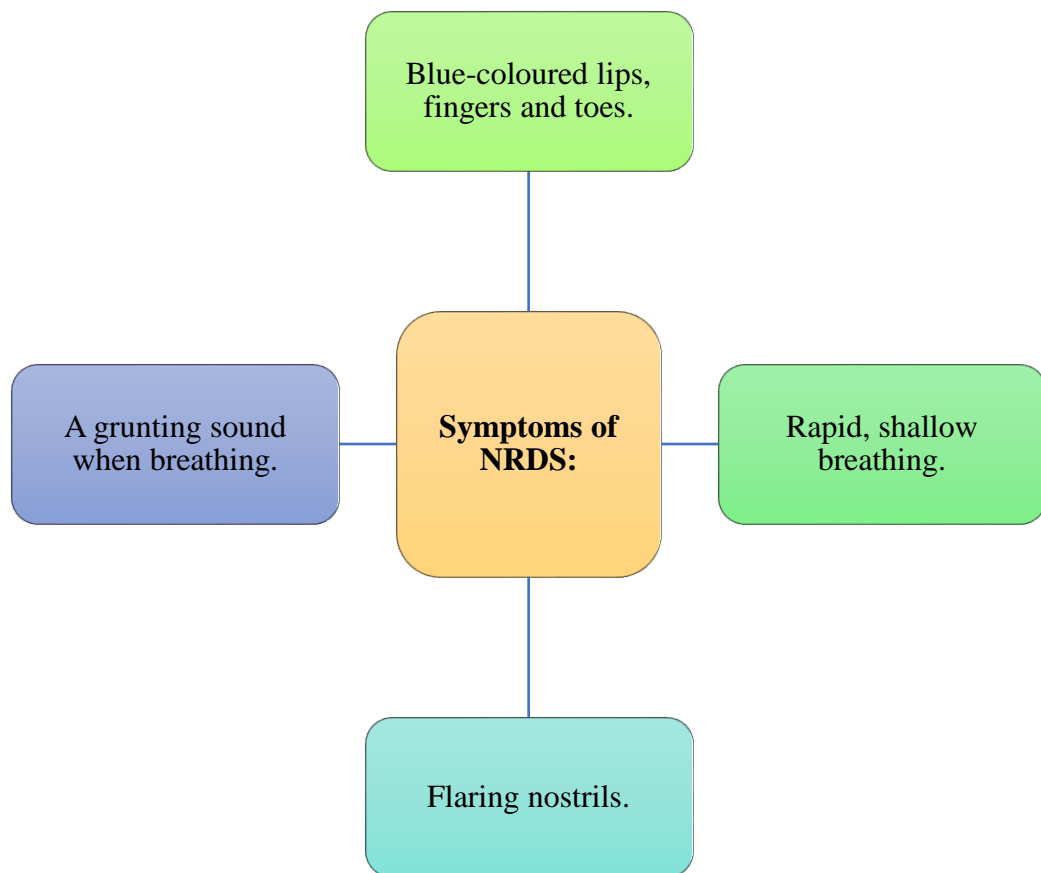 Blue-coloured lips,
fingers and toes.
A grunting sound
when breathing.
Symptoms of
NRDS:
Rapid, shallow
breathing.
Flaring nostrils.